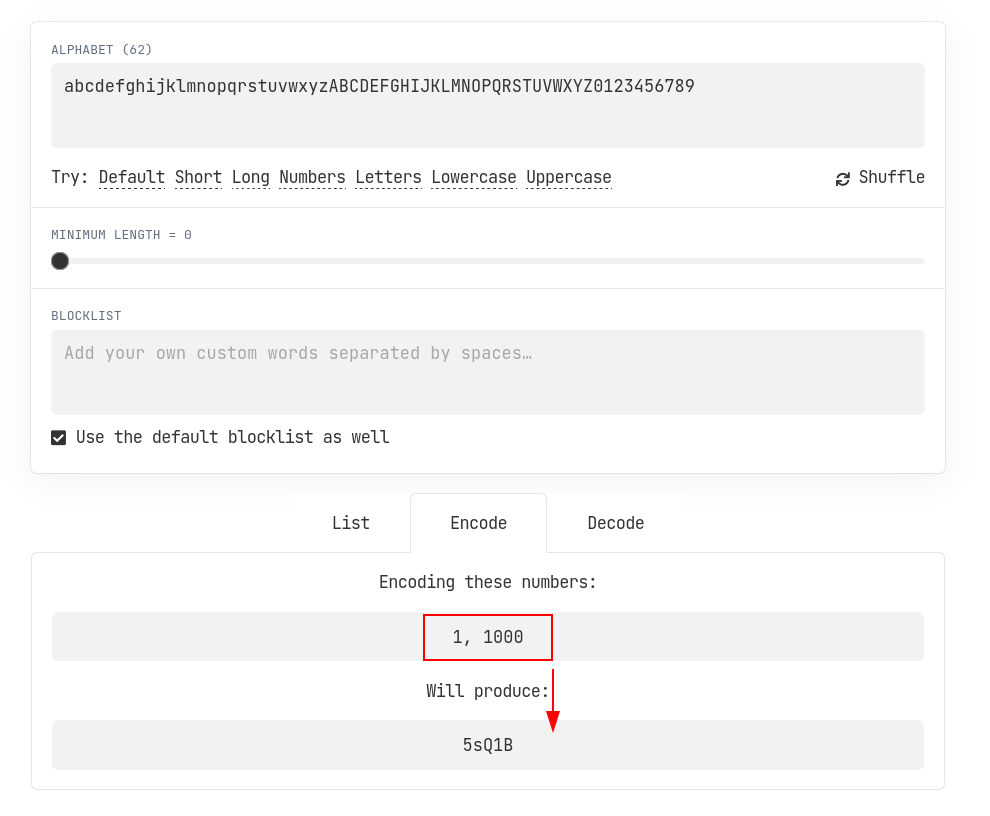 ALPHABET (62)
abcdefghijklmnopqrstuvwxyzABCDEFGHIJKLMNOPQRSTUVWXYZ0123456789
Try: Default Short Long Numbers Letters Lowercase Uppercase Shuffle
MINIMUM LENGTH = 0
BLOCKLIST
Add your own custom words separated by spaces…
Use the default blocklist as well
List Encode Decode
Encoding these numbers:
1, 1000
Will produce:
5sQ1B